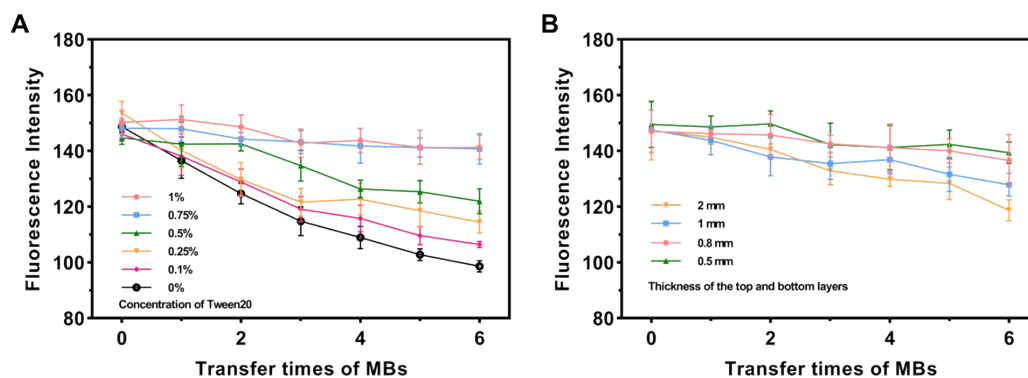 A
180
160
140
120
100
80
Fluorescence Intensity
1%
0.75%
0.5%
0.25%
0.1%
0%
Concentration of Tween20
0
2
4
6
Transfer times of MBs
B
180
160
140
120
100
80
Fluorescence Intensity
2 mm
1 mm
0.8 mm
0.5 mm
Thickness of the top and bottom layers
0
2
4
6
Transfer times of MBs